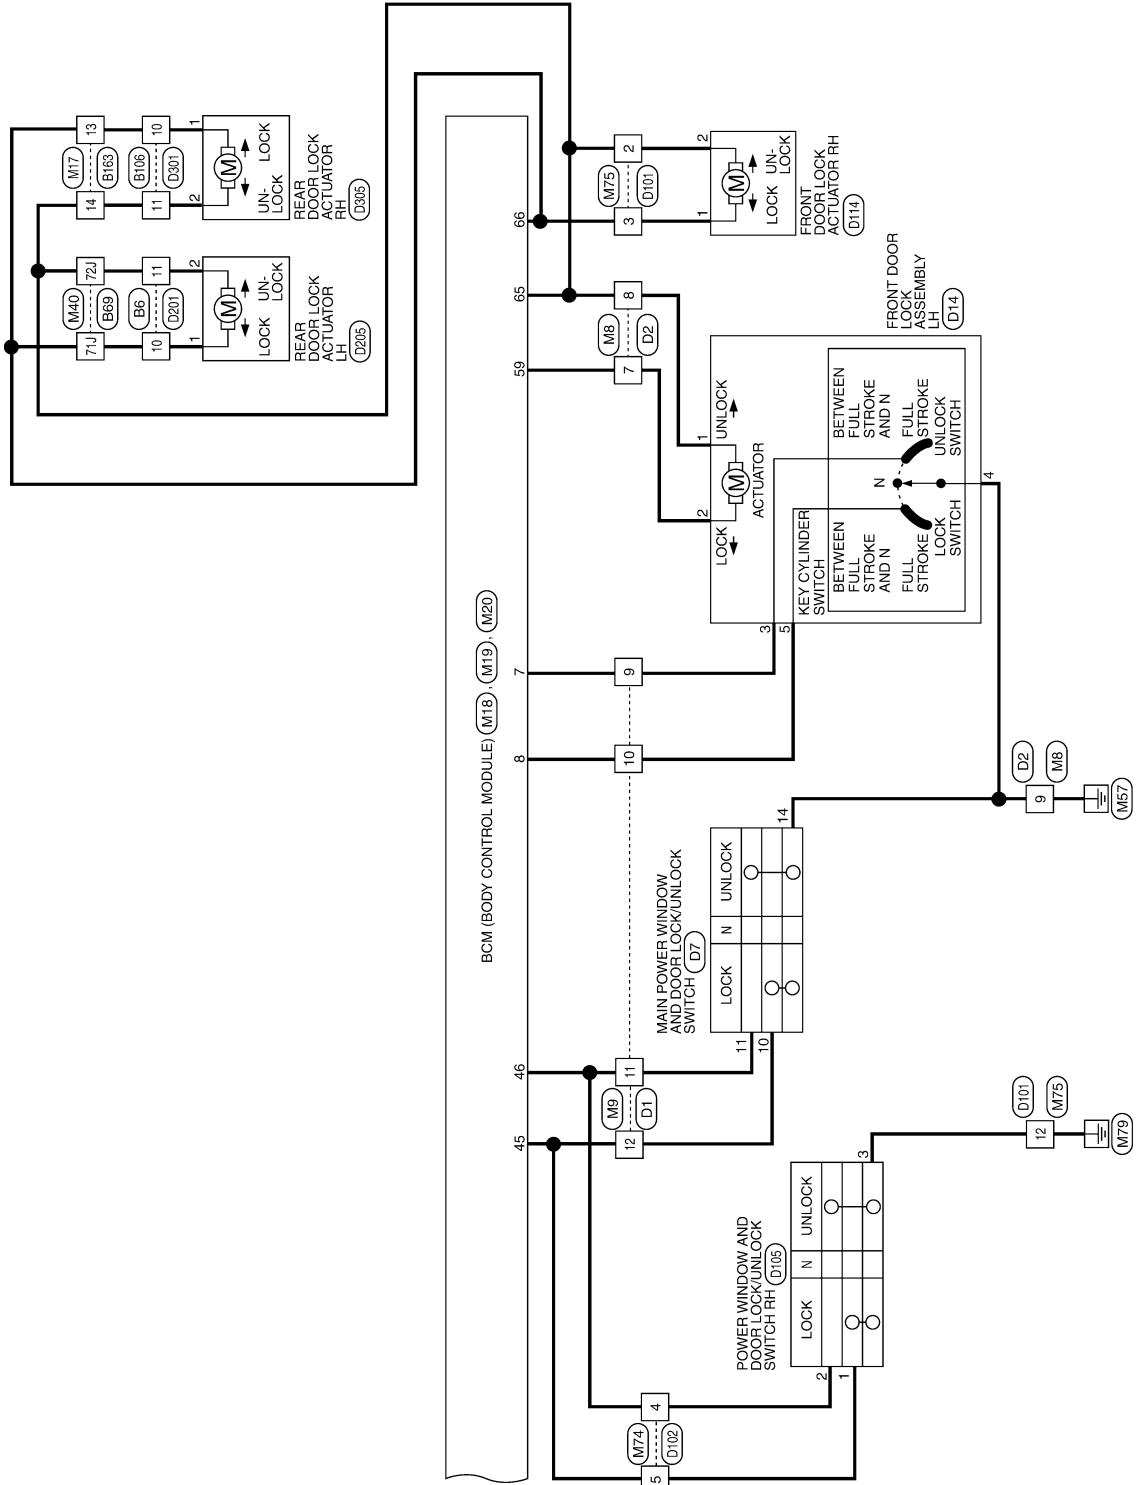 BCM (BODY CONTROL MODULE) M18 , M19 , M20
45
46
8
7
59
65
66
5
M74
D102
4
12
M9
D1
11
10
9
7
M8
D2
8
3
M75
D101
2
POWER WINDOW AND
DOOR LOCK/UNLOCK
SWITCH RH D105
LOCK
N
UNLOCK
2
1
3
12
D101
M75
M79
MAIN POWER WINDOW
AND DOOR LOCK/UNLOCK
SWITCH D7
LOCK
N
UNLOCK
11
10
14
9
D2
M8
M57
FRONT DOOR
LOCK
ASSEMBLY
LH
D14
LOCK
UNLOCK
2
1
M
ACTUATOR
3
5
4
KEY CYLINDER
SWITCH
BETWEEN
FULL
STROKE
AND N
FULL
STROKE
LOCK
SWITCH
N
BETWEEN
FULL
STROKE
AND N
FULL
STROKE
UNLOCK
SWITCH
1
2
M
LOCK
UN-
LOCK
FRONT
DOOR LOCK
ACTUATOR RH
D114
71J
M40
B69
72J
10
B6
D201
11
1
2
M
LOCK
UN-
LOCK
REAR
DOOR LOCK
ACTUATOR
LH
D205
14
M17
B163
13
11
B106
D301
10
2
1
M
UN-
LOCK
LOCK
REAR
DOOR LOCK
ACTUATOR
RH
D305